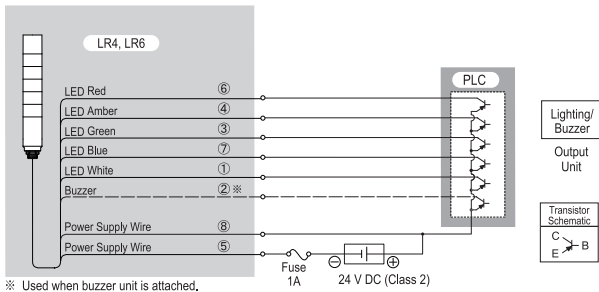 LR4, LR6
PLC
LED Red ⑥
LED Amber ④
LED Green ③
LED Blue ⑦
LED White ①
Buzzer ②※
Power Supply Wire ⑧
Power Supply Wire ⑤
Fuse
1A
⊖ ⊕
24 V DC (Class 2)
Lighting/
Buzzer
Output
Unit
Transistor
Schematic
C
B
E
※ Used when buzzer unit is attached.